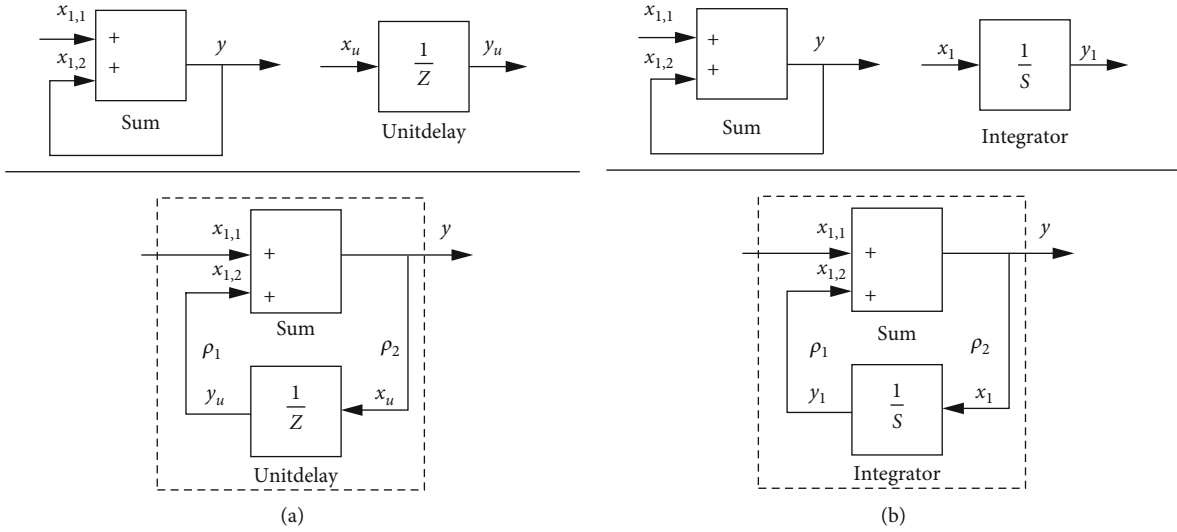 x1,1
+
x1,2
+
y
Sum
xu
1
Z
yu
Unitdelay
x1,1
+
x1,2
+
y
Sum
x1
1
S
y1
Integrator
x1,1
+
x1,2
+
y
Sum
ρ1
ρ2
yu
1
Z
xu
Unitdelay
(a)
x1,1
+
x1,2
+
y
Sum
ρ1
ρ2
y1
1
S
x1
Integrator
(b)